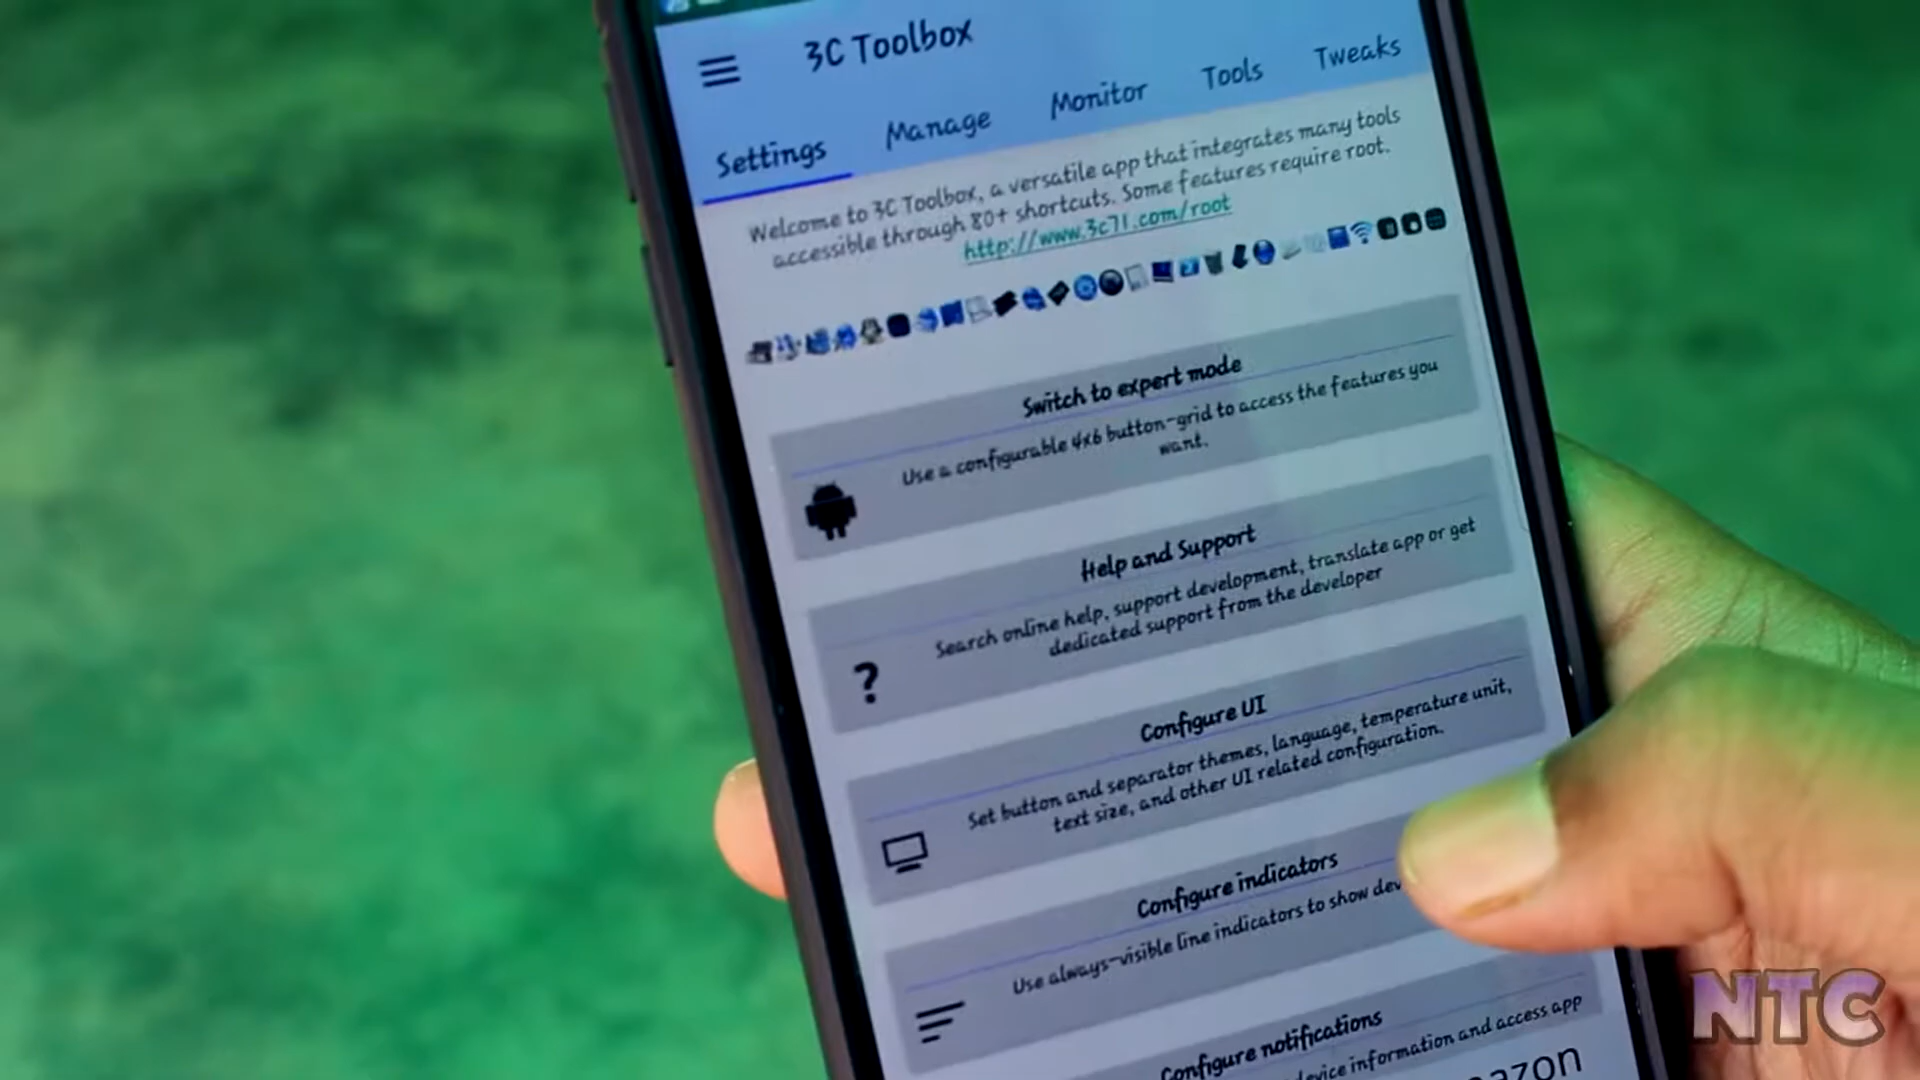 3C Toolbox
Settings
Manage
Monitor
Tools
Tweaks
Welcome to 3C Toolbox, a versatile app that integrates many tools
accessible through 80+ shortcuts. Some features require root.
http://www.3c71.com/root
Switch to expert mode
Use a configurable 4x6 button-grid to access the features you
want.
Help and Support
Search online help, support development, translate app or get
dedicated support from the developer
Configure UI
Set button and separator themes, language, temperature unit,
text size, and other UI related configuration.
Configure indicators
Use always-visible line indicators to show
Configure notifications
device information and access app
NTC